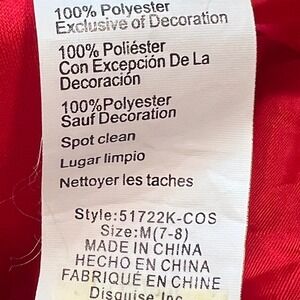 100% Polyester
Exclusive of Decoration
100% Poliéster
Con Excepción De La
Decoración
100%Polyester
Sauf Decoration
Spot clean
Lugar limpio
Nettoyer les taches
Style:51722K-COS
Size:M(7-8)
MADE IN CHINA
HECHO EN CHINA
FABRIQUÉ EN CHINE
Disguise Inc